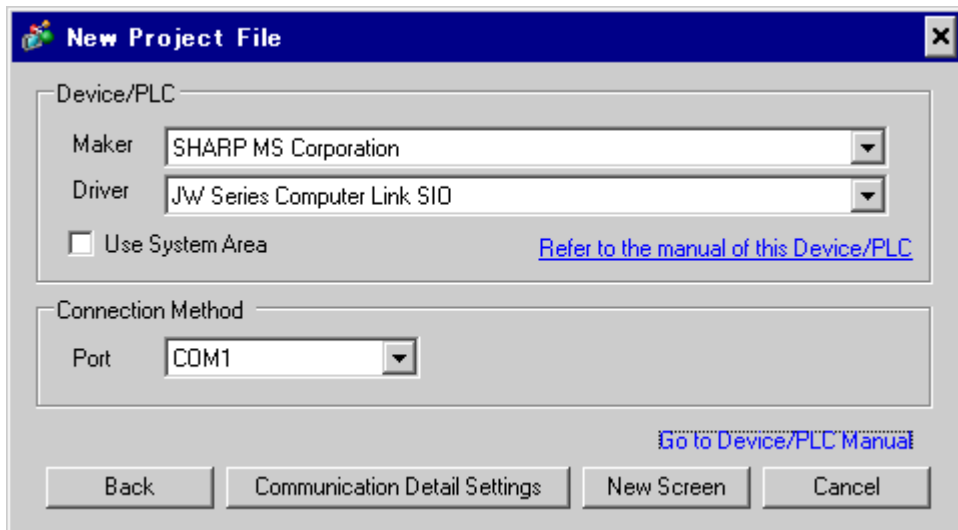 New Project File
Device/PLC
Maker SHARP MS Corporation
Driver JW Series Computer Link SIO
Use System Area Refer to the manual of this Device/PLC
Connection Method
Port COM1
Go to Device/PLC Manual
Back Communication Detail Settings New Screen Cancel